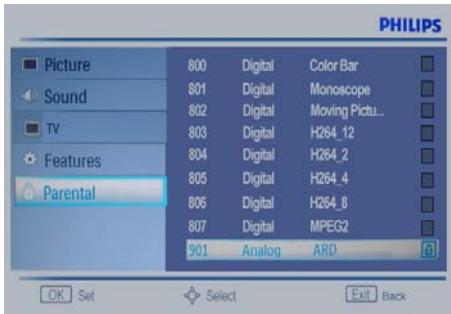 PHILIPS
Picture
Sound
TV
Features
Parental
800 Digital Color Bar
801 Digital Monoscope
802 Digital Moving Pictu...
803 Digital H264_12
804 Digital H264_2
805 Digital H264_4
806 Digital H264_8
807 Digital MPEG2
901 Analog ARD
OK Set Select Exit Back